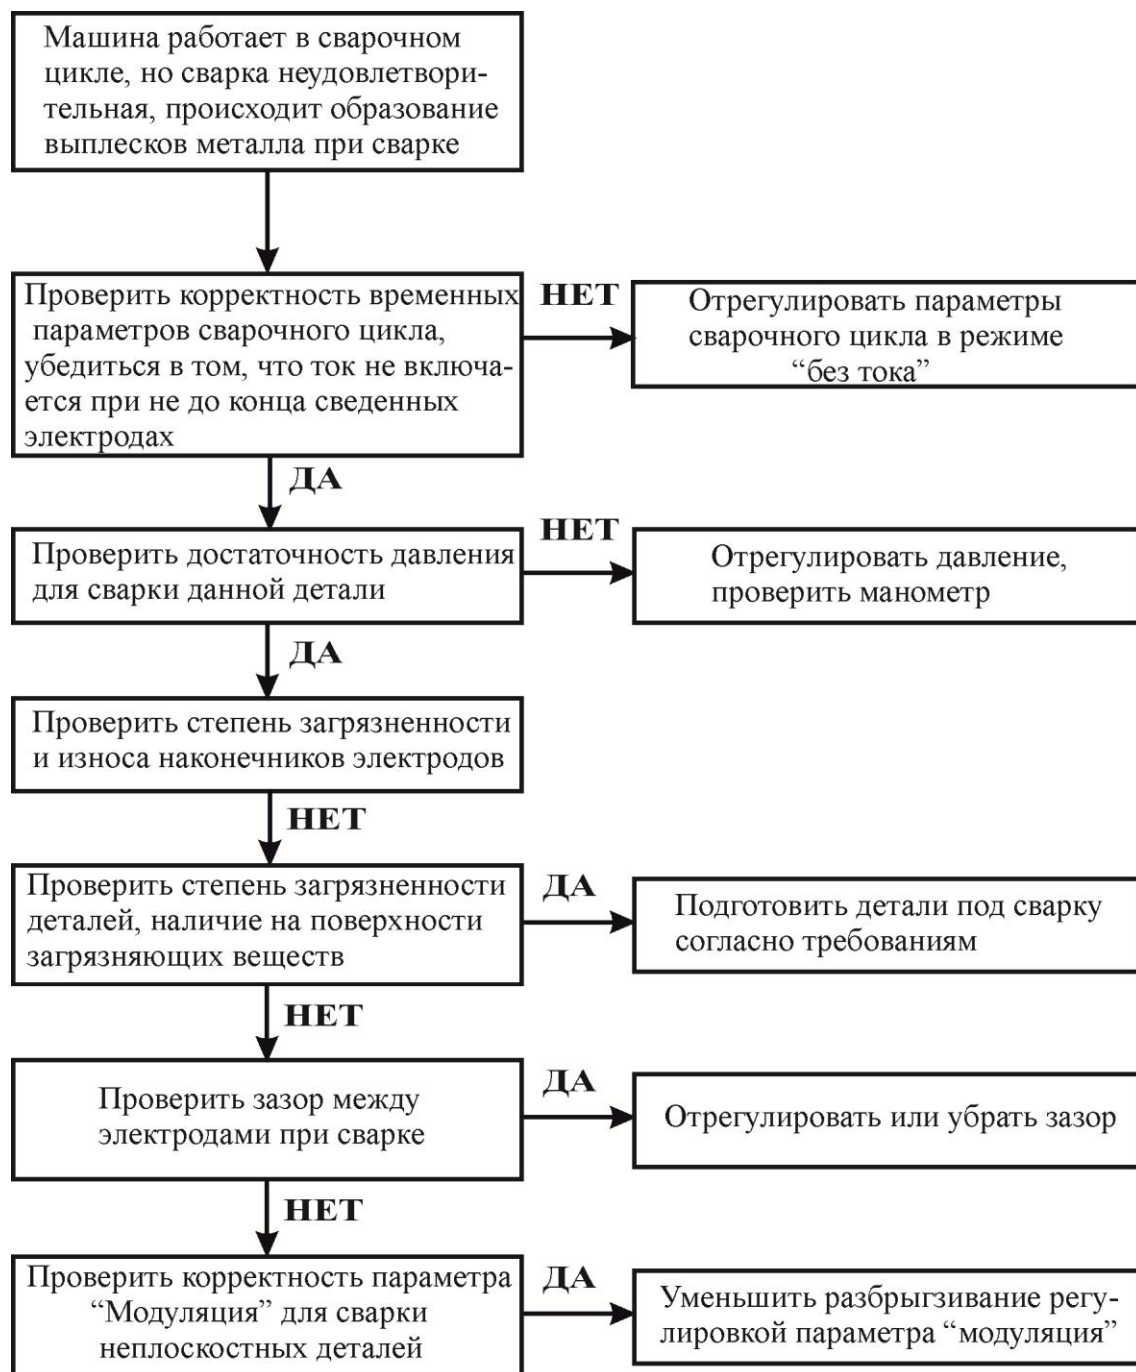 Машина работает в сварочном
цикле, но сварка неудовлетвори-
тельная, происходит образование
выплесков металла при сварке
Проверить корректность временных
параметров сварочного цикла,
убедиться в том, что ток не включа-
ется при не до конца сведенных
электродах
НЕТ
Отрегулировать параметры
сварочного цикла в режиме
“без тока”
ДА
Проверить достаточность давления
для сварки данной детали
НЕТ
Отрегулировать давление,
проверить манометр
ДА
Проверить степень загрязненности
и износа наконечников электродов
НЕТ
Проверить степень загрязненности
деталей, наличие на поверхности
загрязняющих веществ
ДА
Подготовить детали под сварку
согласно требованиям
НЕТ
Проверить зазор между
электродами при сварке
ДА
Отрегулировать или убрать зазор
НЕТ
Проверить корректность параметра
“Модуляция” для сварки
неплоскостных деталей
ДА
Уменьшить разбрыгзивание регу-
лировкой параметра “модуляция”